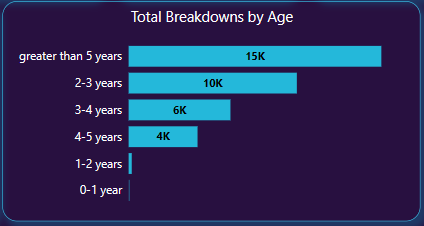 Total Breakdowns by Age
greater than 5 years 15K
2-3 years 10K
3-4 years 6K
4-5 years 4K
1-2 years
0-1 year